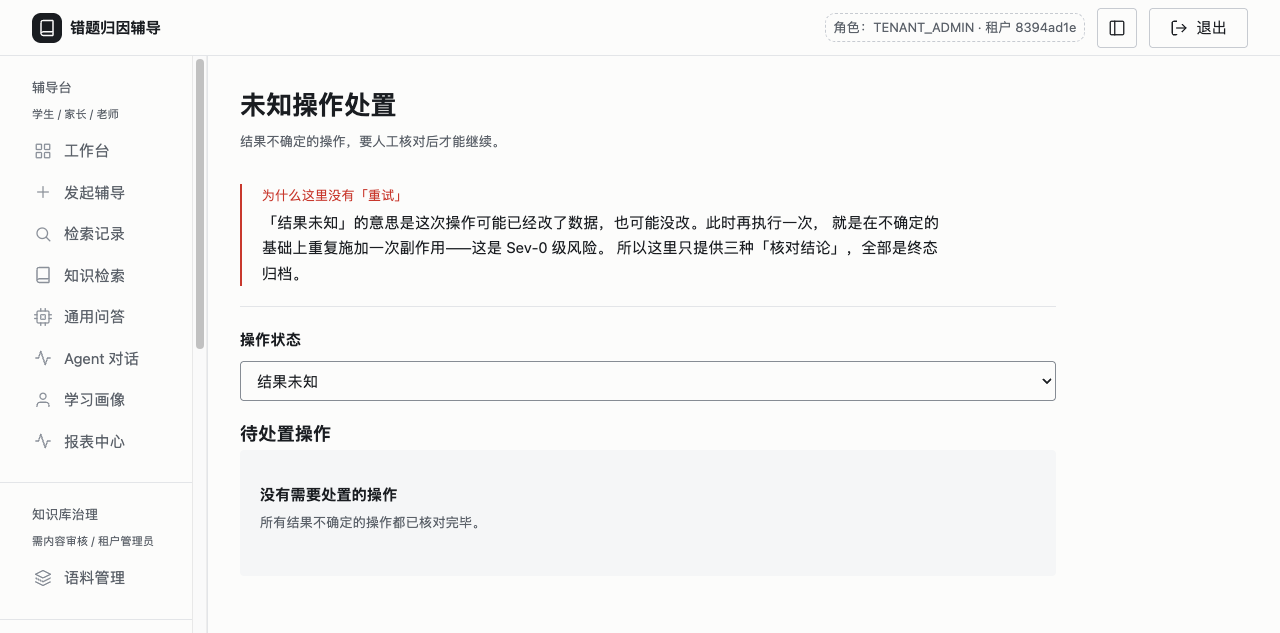 错题归因辅导
角色：TENANT_ADMIN · 租户 8394ad1e
退出
辅导台
学生 / 家长 / 老师
工作台
发起辅导
检索记录
知识检索
通用问答
Agent 对话
学习画像
报表中心
知识库治理
需内容审核 / 租户管理员
语料管理
未知操作处置
结果不确定的操作，要人工核对后才能继续。
为什么这里没有「重试」
「结果未知」的意思是这次操作可能已经改了数据，也可能没改。此时再执行一次， 就是在不确定的
基础上重复施加一次副作用——这是 Sev-0 级风险。 所以这里只提供三种「核对结论」，全部是终态
归档。
操作状态
结果未知
待处置操作
没有需要处置的操作
所有结果不确定的操作都已核对完毕。